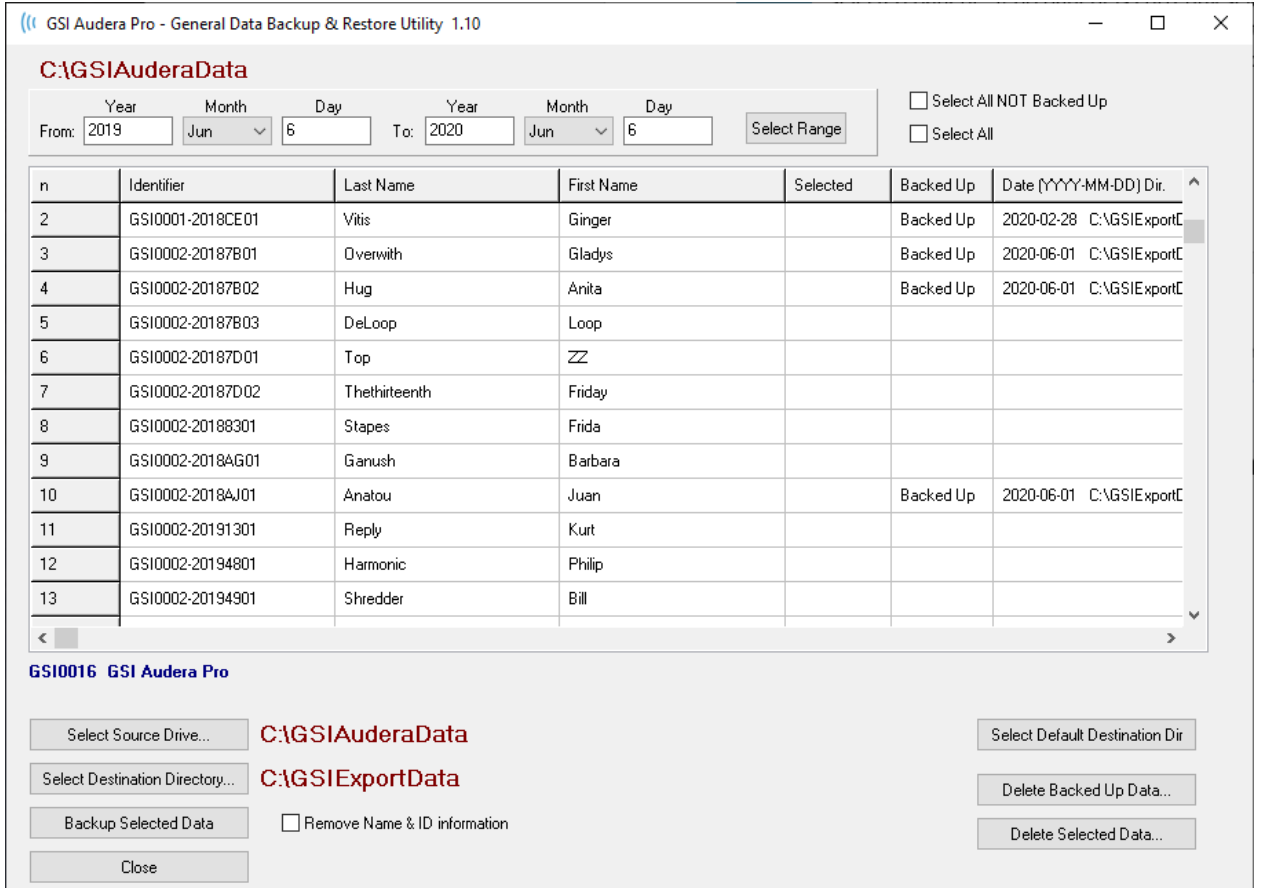 GSI Audera Pro - General Data Backup & Restore Utility 1.10
C:\GSIAuderaData
Year Month Day Year Month Day
From: 2019 Jun 6 To: 2020 Jun 6 Select Range
Select All NOT Backed Up
Select All
n Identifier Last Name First Name Selected Backed Up Date (YYYY-MM-DD) Dir.
2 GSI0001-2018CE01 Vitis Ginger Backed Up 2020-02-28 C:\GSIExportD
3 GSI0002-20187B01 Overwith Gladys Backed Up 2020-06-01 C:\GSIExportD
4 GSI0002-20187B02 Hug Anita Backed Up 2020-06-01 C:\GSIExportD
5 GSI0002-20187B03 DeLoop Loop
6 GSI0002-20187D01 Top ZZ
7 GSI0002-20187D02 Thethirteenth Friday
8 GSI0002-20188301 Stapes Frida
9 GSI0002-2018AG01 Ganush Barbara
10 GSI0002-2018AJ01 Anatou Juan Backed Up 2020-06-01 C:\GSIExportD
11 GSI0002-20191301 Reply Kurt
12 GSI0002-20194801 Harmonic Philip
13 GSI0002-20194901 Shredder Bill
GSI0016 GSI Audera Pro
Select Source Drive... C:\GSIAuderaData Select Default Destination Dir
Select Destination Directory... C:\GSIExportData Delete Backed Up Data...
Backup Selected Data Remove Name & ID information Delete Selected Data...
Close